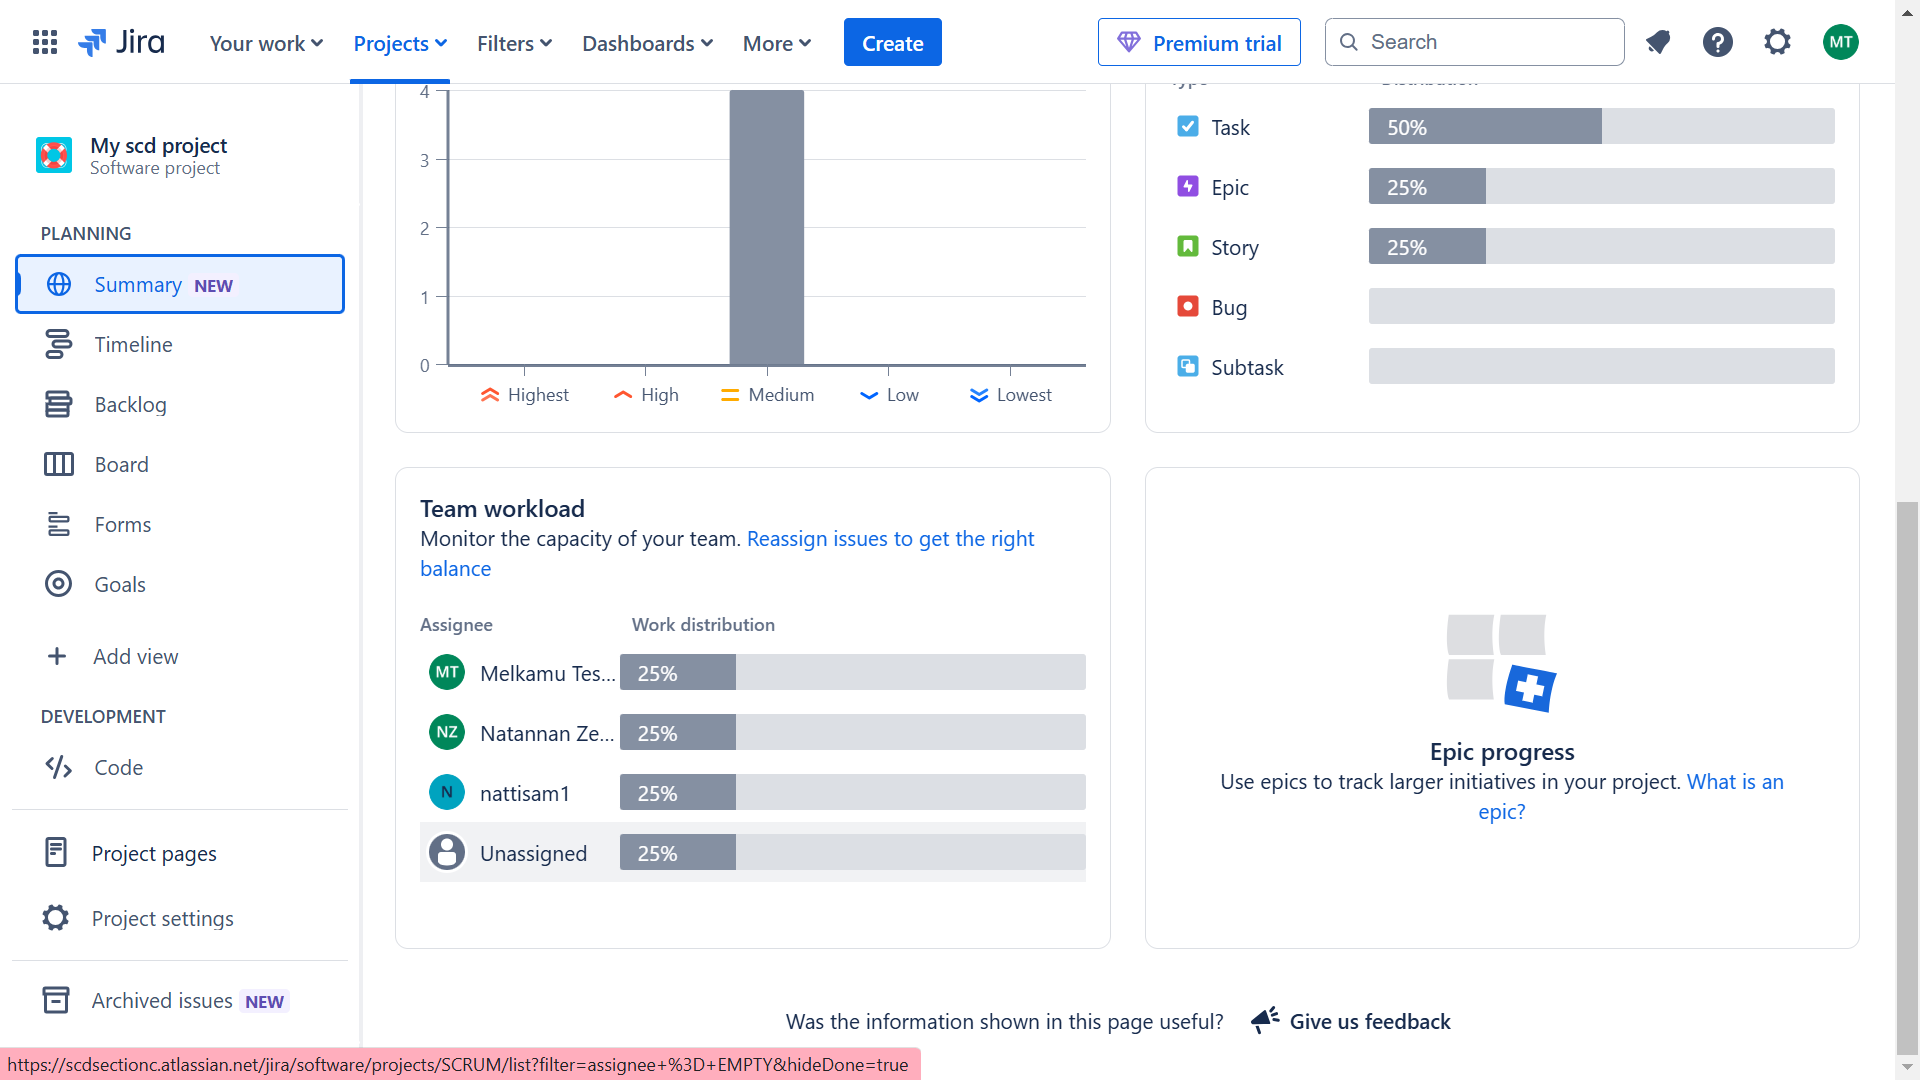 Jira
Your work
Projects
Filters
Dashboards
More
Create
Premium trial
Search
MT
My scd project
Software project
PLANNING
Summary NEW
Timeline
Backlog
Board
Forms
Goals
Add view
DEVELOPMENT
Code
Project pages
Project settings
Archived issues NEW
4
3
2
1
0
Highest
High
Medium
Low
Lowest
Type Distribution
Task 50%
Epic 25%
Story 25%
Bug
Subtask
Team workload
Monitor the capacity of your team. Reassign issues to get the right
balance
Assignee Work distribution
MT Melkamu Tes... 25%
NZ Natannan Ze... 25%
N nattisam1 25%
Unassigned 25%
Epic progress
Use epics to track larger initiatives in your project. What is an
epic?
Was the information shown in this page useful? Give us feedback
https://scdsectionc.atlassian.net/jira/software/projects/SCRUM/list?filter=assignee+%3D+EMPTY&hideDone=true